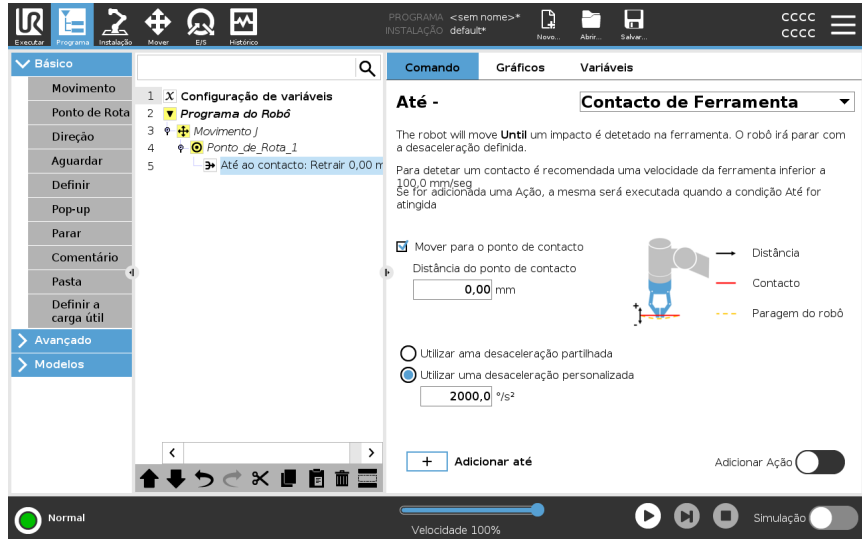 Executar
Programa
Instalação
Mover
E/S
Histórico
PROGRAMA <sem nome>*
INSTALAÇÃO default*
Novo...
Abrir...
Salvar...
cccc
cccc
Básico
Movimento
Ponto de Rota
Direção
Aguardar
Definir
Pop-up
Parar
Comentário
Pasta
Definir a
carga útil
Avançado
Modelos
1 X Configuração de variáveis
2 Programa do Robô
3 Movimento J
4 Ponto_de_Rota_1
5 Até ao contacto: Retrair 0,00 m
Comando Gráficos Variáveis
Até - Contacto de Ferramenta
The robot will move Until um impacto é detetado na ferramenta. O robô irá parar com
a desaceleração definida.
Para detetar um contacto é recomendada uma velocidade da ferramenta inferior a
100,0 mm/seg
Se for adicionada uma Ação, a mesma será executada quando a condição Até for
atingida
Mover para o ponto de contacto
Distância do ponto de contacto
0,00 mm
+
-
Distância
Contacto
Paragem do robô
Utilizar ama desaceleração partilhada
Utilizar uma desaceleração personalizada
2000,0 °/s²
+ Adicionar até
Adicionar Ação
Normal
Velocidade 100%
Simulação